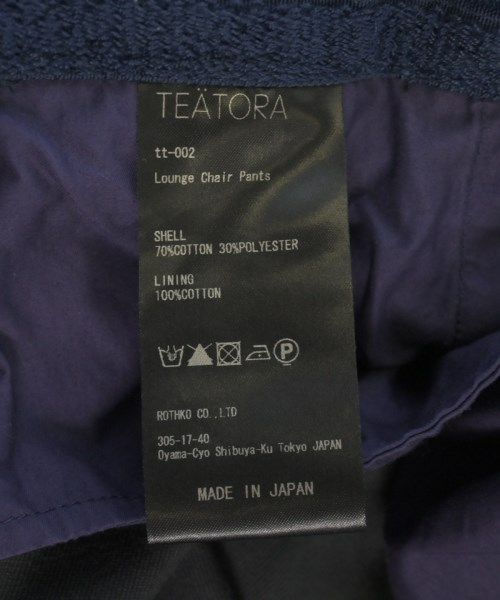 TEÄTORA
tt-002
Lounge Chair Pants
SHELL
70%COTTON 30%POLYESTER
LINING
100%COTTON
P
ROTHKO CO.,LTD
305-17-40
Oyama-Cyo Shibuya-Ku Tokyo JAPAN
MADE IN JAPAN